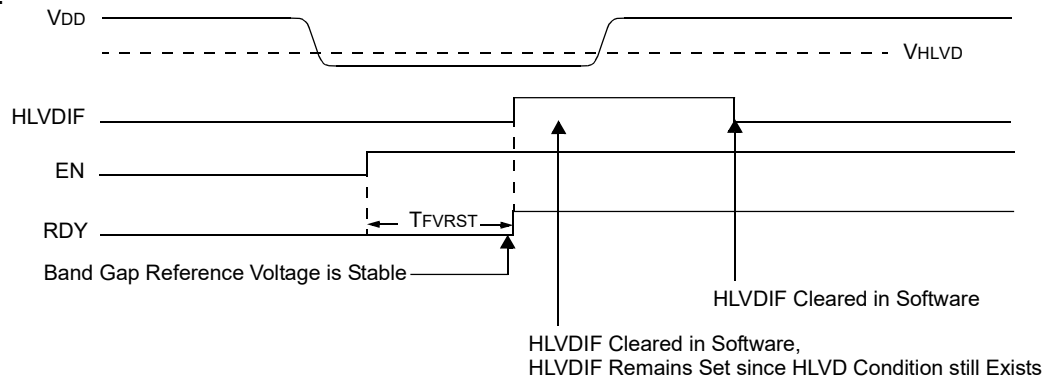 VDD
VHLVD
HLVDIF
EN
TFVRST
RDY
Band Gap Reference Voltage is Stable
HLVDIF Cleared in Software
HLVDIF Cleared in Software,
HLVDIF Remains Set since HLVD Condition still Exists